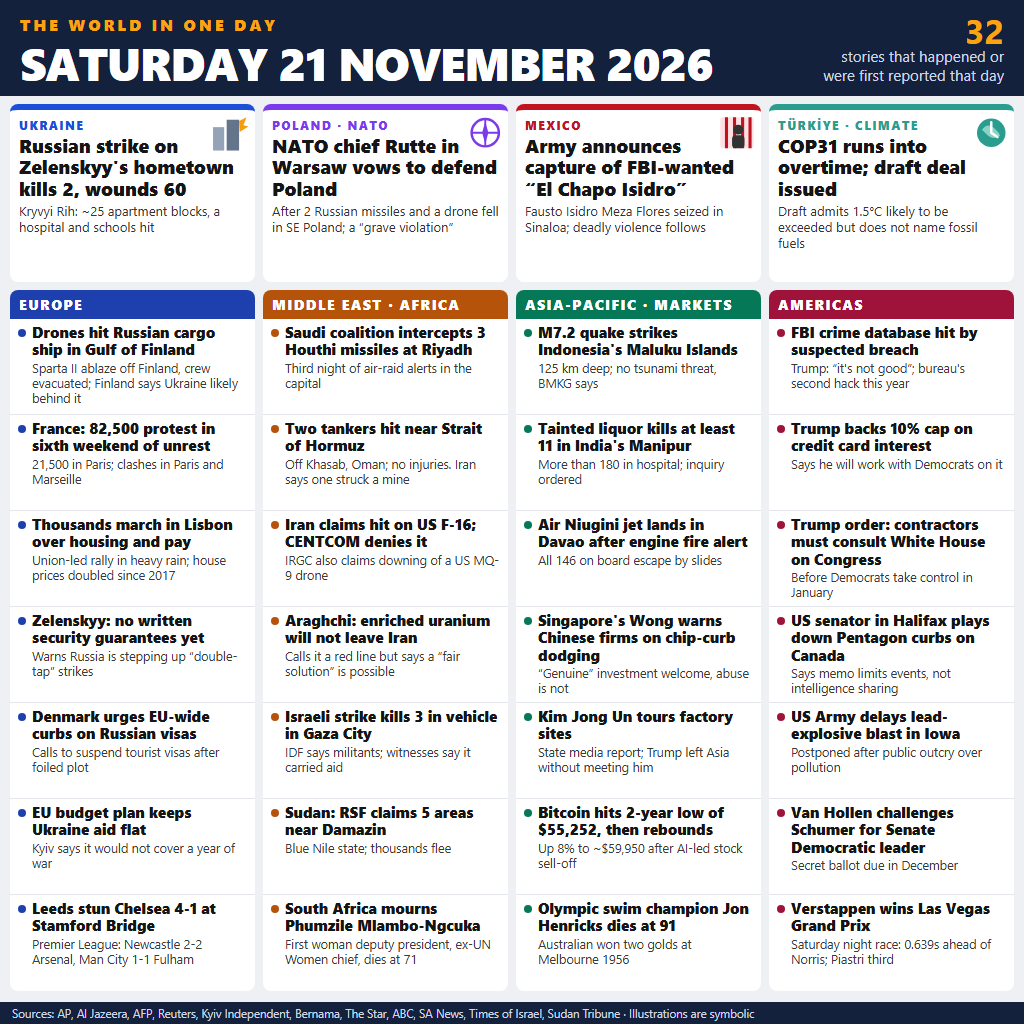 THE WORLD IN ONE DAY
SATURDAY 21 NOVEMBER 2026
32
stories that happened or
were first reported that day
UKRAINE
Russian strike on
Zelenskyy's hometown
kills 2, wounds 60
Kryvyi Rih: ~25 apartment blocks, a
hospital and schools hit
POLAND · NATO
NATO chief Rutte in
Warsaw vows to defend
Poland
After 2 Russian missiles and a drone fell
in SE Poland; a “grave violation”
MEXICO
Army announces
capture of FBI-wanted
“El Chapo Isidro”
Fausto Isidro Meza Flores seized in
Sinaloa; deadly violence follows
TÜRKİYE · CLIMATE
COP31 runs into
overtime; draft deal
issued
Draft admits 1.5°C likely to be
exceeded but does not name fossil
fuels
EUROPE
Drones hit Russian cargo
ship in Gulf of Finland
Sparta II ablaze off Finland, crew
evacuated; Finland says Ukraine likely
behind it
France: 82,500 protest in
sixth weekend of unrest
21,500 in Paris; clashes in Paris and
Marseille
Thousands march in Lisbon
over housing and pay
Union-led rally in heavy rain; house
prices doubled since 2017
Zelenskyy: no written
security guarantees yet
Warns Russia is stepping up “double-
tap” strikes
Denmark urges EU-wide
curbs on Russian visas
Calls to suspend tourist visas after
foiled plot
EU budget plan keeps
Ukraine aid flat
Kyiv says it would not cover a year of
war
Leeds stun Chelsea 4-1 at
Stamford Bridge
Premier League: Newcastle 2-2
Arsenal, Man City 1-1 Fulham
MIDDLE EAST · AFRICA
Saudi coalition intercepts 3
Houthi missiles at Riyadh
Third night of air-raid alerts in the
capital
Two tankers hit near Strait
of Hormuz
Off Khasab, Oman; no injuries. Iran
says one struck a mine
Iran claims hit on US F-16;
CENTCOM denies it
IRGC also claims downing of a US MQ-
9 drone
Araghchi: enriched uranium
will not leave Iran
Calls it a red line but says a “fair
solution” is possible
Israeli strike kills 3 in vehicle
in Gaza City
IDF says militants; witnesses say it
carried aid
Sudan: RSF claims 5 areas
near Damazin
Blue Nile state; thousands flee
South Africa mourns
Phumzile Mlambo-Ngcuka
First woman deputy president, ex-UN
Women chief, dies at 71
ASIA-PACIFIC · MARKETS
M7.2 quake strikes
Indonesia's Maluku Islands
125 km deep; no tsunami threat,
BMKG says
Tainted liquor kills at least
11 in India's Manipur
More than 180 in hospital; inquiry
ordered
Air Niugini jet lands in
Davao after engine fire alert
All 146 on board escape by slides
Singapore's Wong warns
Chinese firms on chip-curb
dodging
“Genuine” investment welcome, abuse
is not
Kim Jong Un tours factory
sites
State media report; Trump left Asia
without meeting him
Bitcoin hits 2-year low of
$55,252, then rebounds
Up 8% to ~$59,950 after AI-led stock
sell-off
Olympic swim champion Jon
Henricks dies at 91
Australian won two golds at
Melbourne 1956
AMERICAS
FBI crime database hit by
suspected breach
Trump: “it's not good”; bureau's
second hack this year
Trump backs 10% cap on
credit card interest
Says he will work with Democrats on it
Trump order: contractors
must consult White House
on Congress
Before Democrats take control in
January
US senator in Halifax plays
down Pentagon curbs on
Canada
Says memo limits events, not
intelligence sharing
US Army delays lead-
explosive blast in Iowa
Postponed after public outcry over
pollution
Van Hollen challenges
Schumer for Senate
Democratic leader
Secret ballot due in December
Verstappen wins Las Vegas
Grand Prix
Saturday night race: 0.639s ahead of
Norris; Piastri third
Sources: AP, Al Jazeera, AFP, Reuters, Kyiv Independent, Bernama, The Star, ABC, SA News, Times of Israel, Sudan Tribune · Illustrations are symbolic